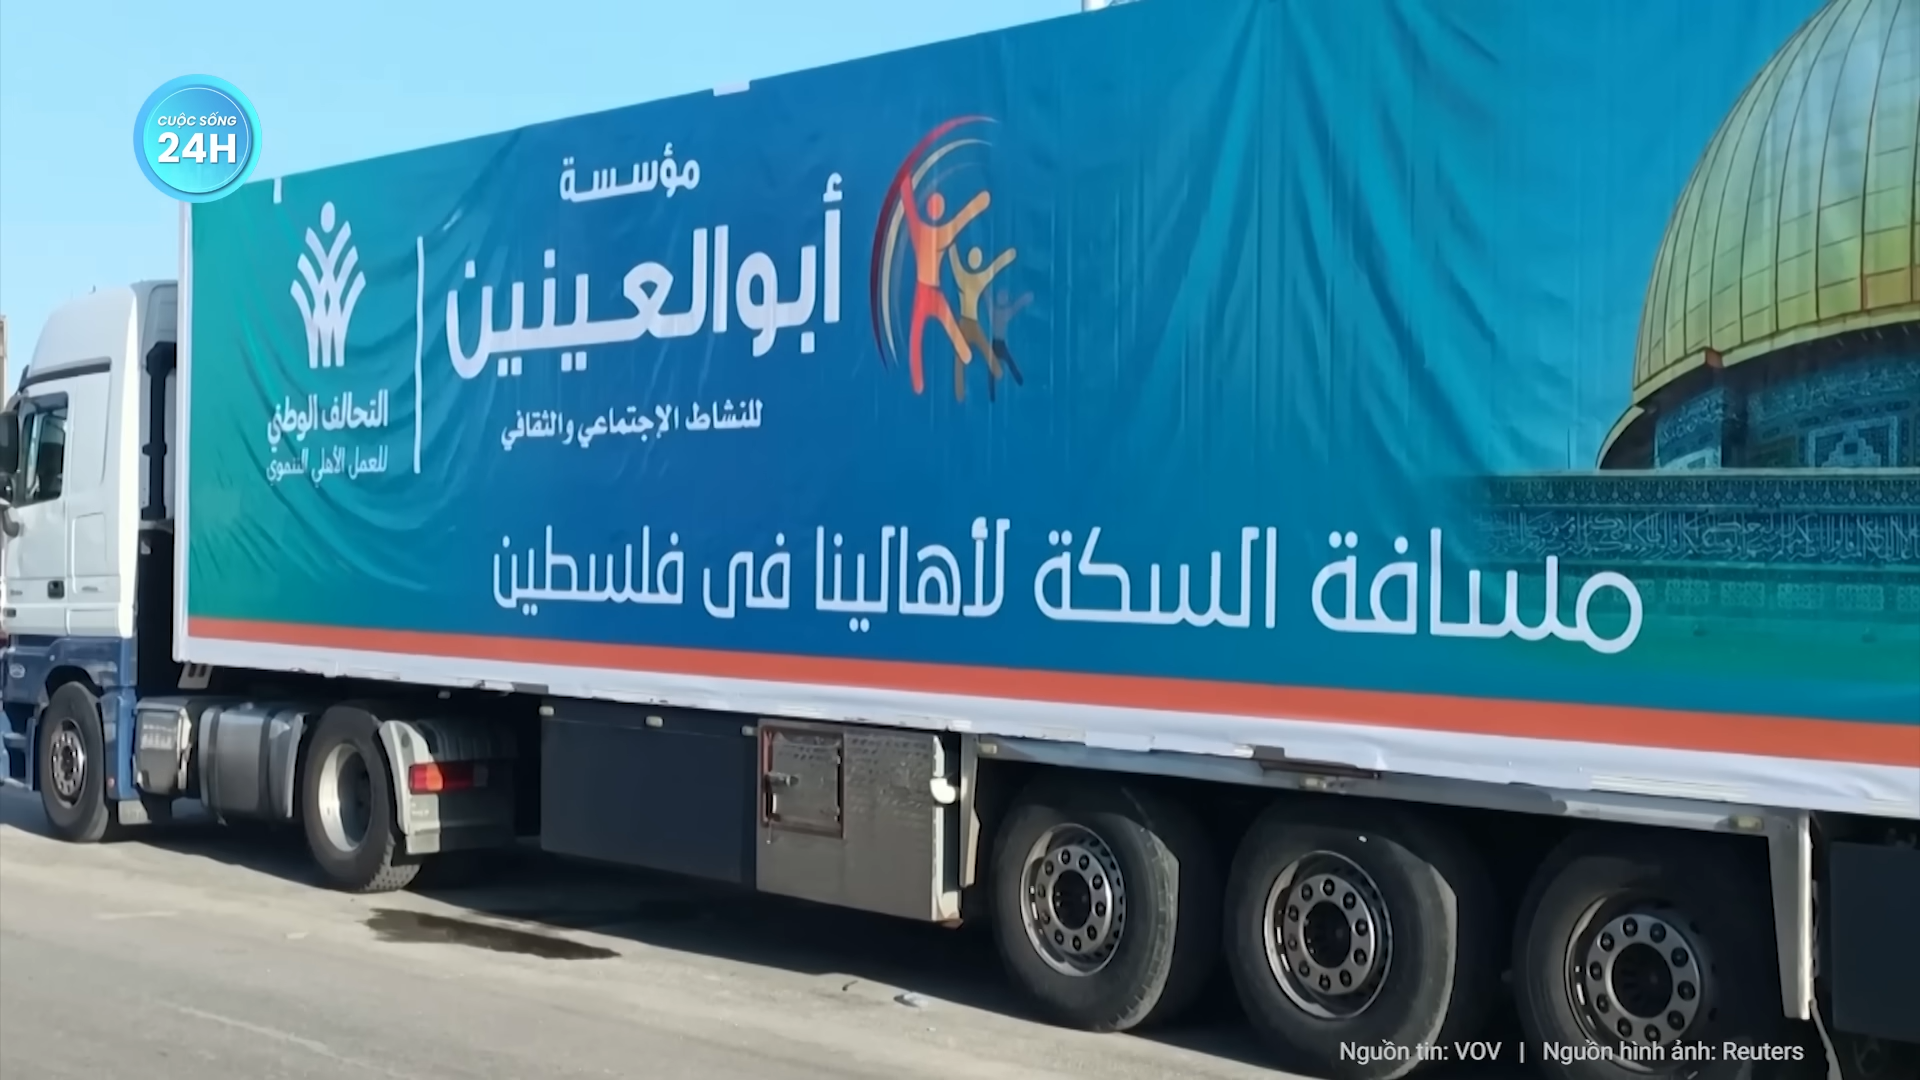 CUỘC SỐNG
24H
مؤسسة
أبوالعينين
للنشاط الإجتماعي والثقافي
التحالف الوطني
للعمل الأهلي التنموي
مسافة السكة لأهالينا فى فلسطين
Nguồn tin: VOV | Nguồn hình ảnh: Reuters